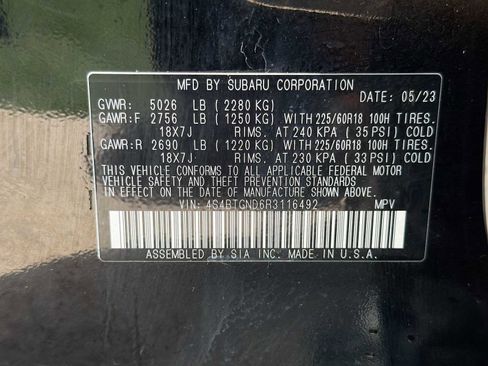 MFD BY SUBARU CORPORATION
DATE: 05/23
GVWR: 5026 LB (2280 KG)
GAWR:F 2756 LB (1250 KG) WITH 225/60R18 100H TIRES.
18X7J RIMS. AT 240 KPA (35 PSI) COLD
GAWR:R 2690 LB (1220 KG) WITH 225/60R18 100H TIRES.
18X7J RIMS. AT 230 KPA (33 PSI) COLD
THIS VEHICLE CONFORMS TO ALL APPLICABLE FEDERAL MOTOR
VEHICLE SAFETY AND THEFT PREVENTION STANDARDS
IN EFFECT ON THE DATE OF MANUFACTURE SHOWN ABOVE.
VIN: 4S4BTGND6R3116492 MPV
ASSEMBLED BY SIA INC. MADE IN U.S.A.